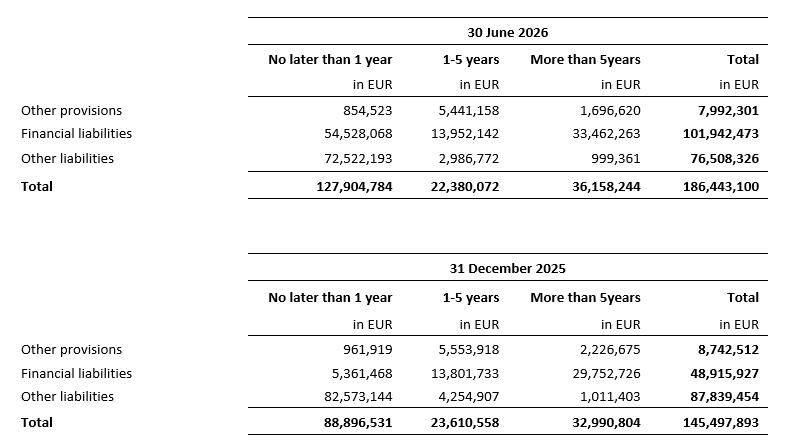 30 June 2026
No later than 1 year 1-5 years More than 5years Total
in EUR in EUR in EUR in EUR
Other provisions 854,523 5,441,158 1,696,620 7,992,301
Financial liabilities 54,528,068 13,952,142 33,462,263 101,942,473
Other liabilities 72,522,193 2,986,772 999,361 76,508,326
Total 127,904,784 22,380,072 36,158,244 186,443,100
31 December 2025
No later than 1 year 1-5 years More than 5years Total
in EUR in EUR in EUR in EUR
Other provisions 961,919 5,553,918 2,226,675 8,742,512
Financial liabilities 5,361,468 13,801,733 29,752,726 48,915,927
Other liabilities 82,573,144 4,254,907 1,011,403 87,839,454
Total 88,896,531 23,610,558 32,990,804 145,497,893